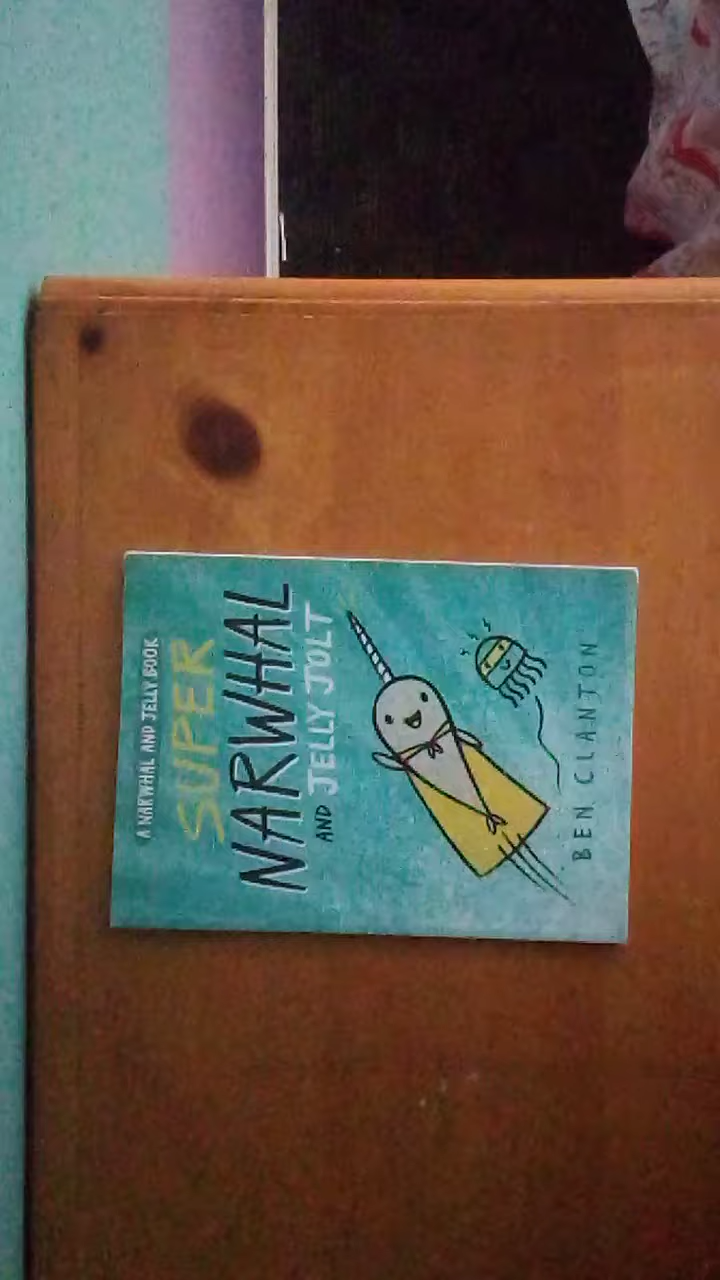 A NARWHAL AND JELLY BOOK
SUPER
NARWHAL
AND JELLY JOLT
BEN CLANTON